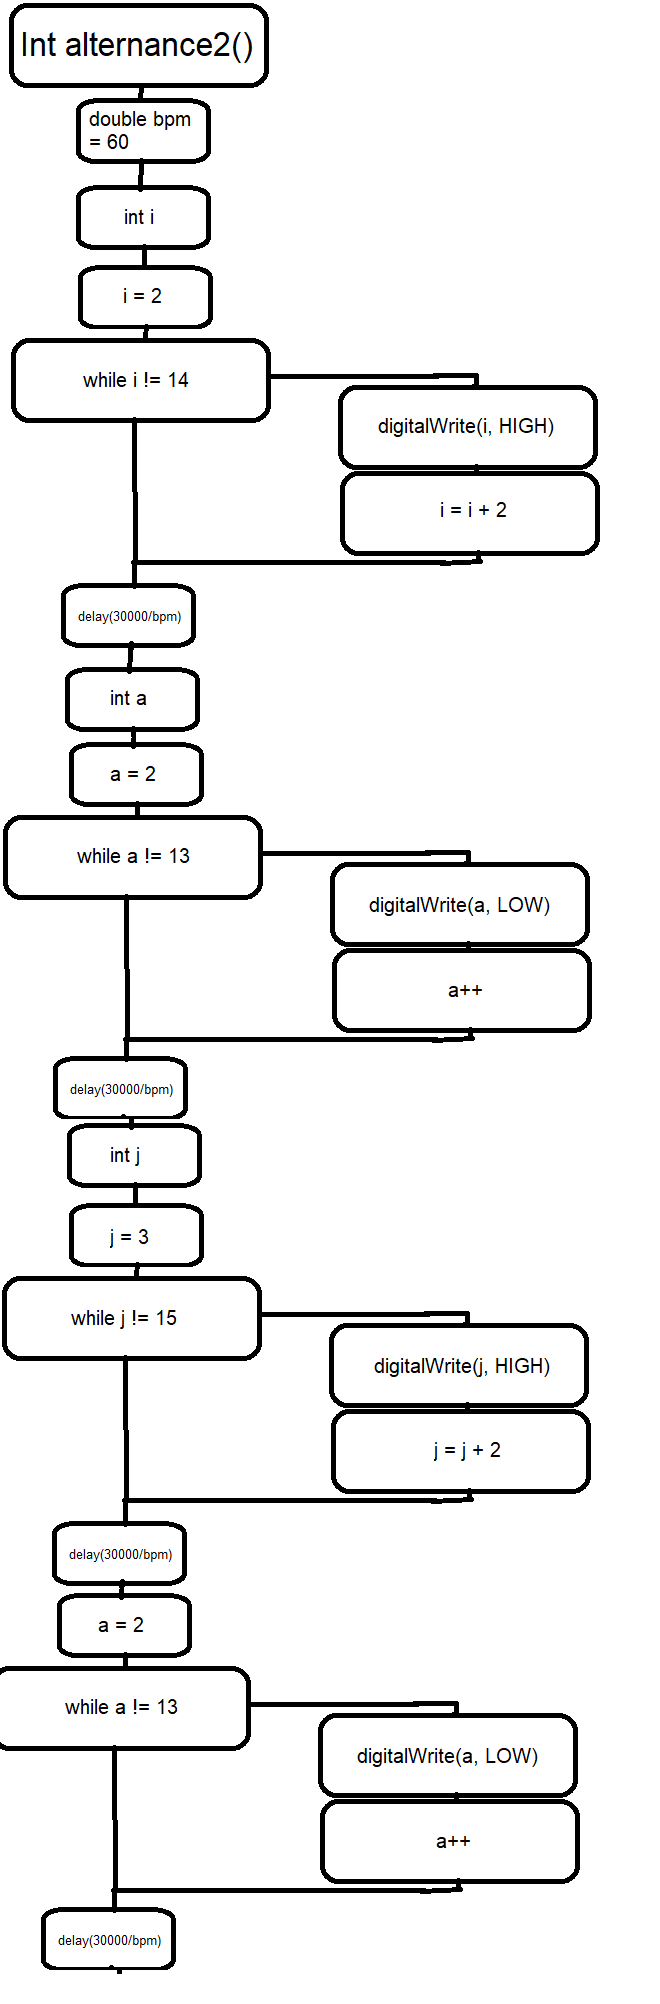 Int alternance2()
double bpm
= 60
int i
i = 2
while i != 14
digitalWrite(i, HIGH)
i = i + 2
delay(30000/bpm)
int a
a = 2
while a != 13
digitalWrite(a, LOW)
a++
delay(30000/bpm)
int j
j = 3
while j != 15
digitalWrite(j, HIGH)
j = j + 2
delay(30000/bpm)
a = 2
while a != 13
digitalWrite(a, LOW)
a++
delay(30000/bpm)